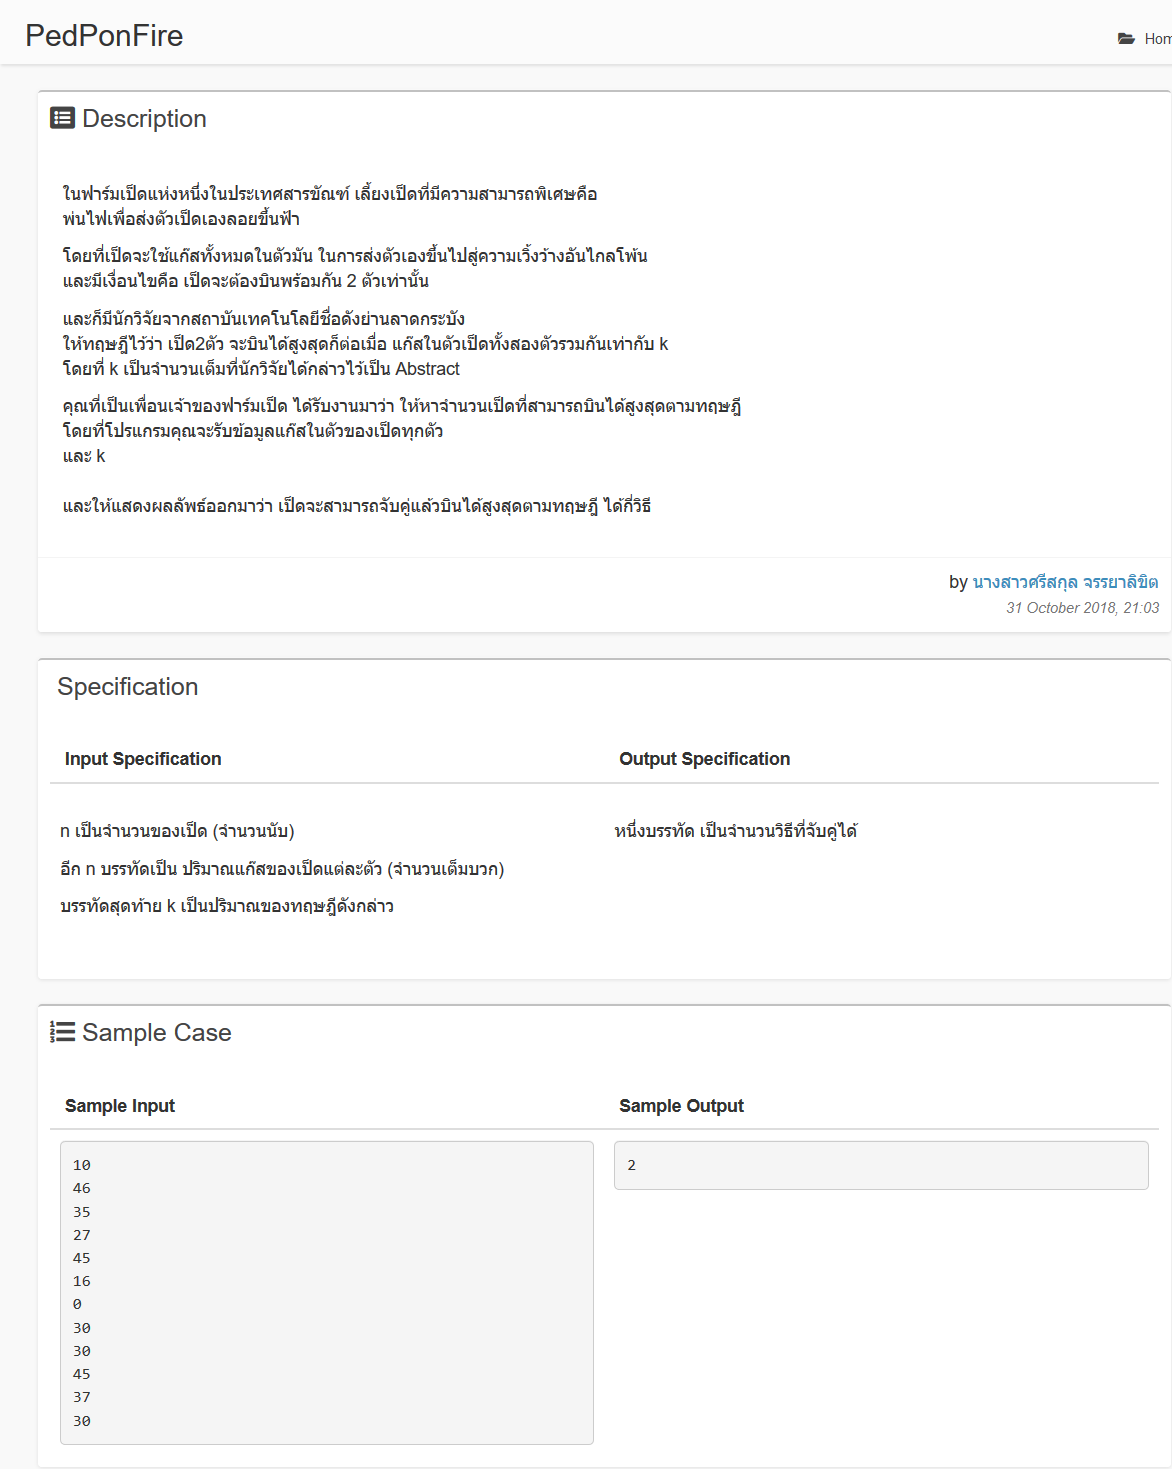 PedPonFire
Description
ในฟาร์มเป็ดแห่งหนึ่งในประเทศสารขัณฑ์ เลี้ยงเป็ดที่มีความสามารถพิเศษคือ
พ่นไฟเพื่อส่งตัวเป็ดเองลอยขึ้นฟ้า
โดยที่เป็ดจะใช้แก๊สทั้งหมดในตัวมัน ในการส่งตัวเองขึ้นไปสู่ความเวิ้งว้างอันไกลโพ้น
และมีเงื่อนไขคือ เป็ดจะต้องบินพร้อมกัน 2 ตัวเท่านั้น
และก็มีนักวิจัยจากสถาบันเทคโนโลยีชื่อดังย่านลาดกระบัง
ให้ทฤษฎีไว้ว่า เป็ด2ตัว จะบินได้สูงสุดก็ต่อเมื่อ แก๊สในตัวเป็ดทั้งสองตัวรวมกันเท่ากับ k
โดยที่ k เป็นจำนวนเต็มที่นักวิจัยได้กล่าวไว้เป็น Abstract
คุณที่เป็นเพื่อนเจ้าของฟาร์มเป็ด ได้รับงานมาว่า ให้หาจำนวนเป็ดที่สามารถบินได้สูงสุดตามทฤษฎี
โดยที่โปรแกรมคุณจะรับข้อมูลแก๊สในตัวของเป็ดทุกตัว
และ k
และให้แสดงผลลัพธ์ออกมาว่า เป็ดจะสามารถจับคู่แล้วบินได้สูงสุดตามทฤษฎี ได้กี่วิธี
by นางสาวศรีสกุล จรรยาลิขิต
31 October 2018, 21:03
Specification
Input Specification
Output Specification
n เป็นจำนวนของเป็ด (จำนวนนับ)
หนึ่งบรรทัด เป็นจำนวนวิธีที่จับคู่ได้
อีก n บรรทัดเป็น ปริมาณแก๊สของเป็ดแต่ละตัว (จำนวนเต็มบวก)
บรรทัดสุดท้าย k เป็นปริมาณของทฤษฎีดังกล่าว
Sample Case
Sample Input
Sample Output
10
2
46
35
27
45
16
0
30
30
45
37
30